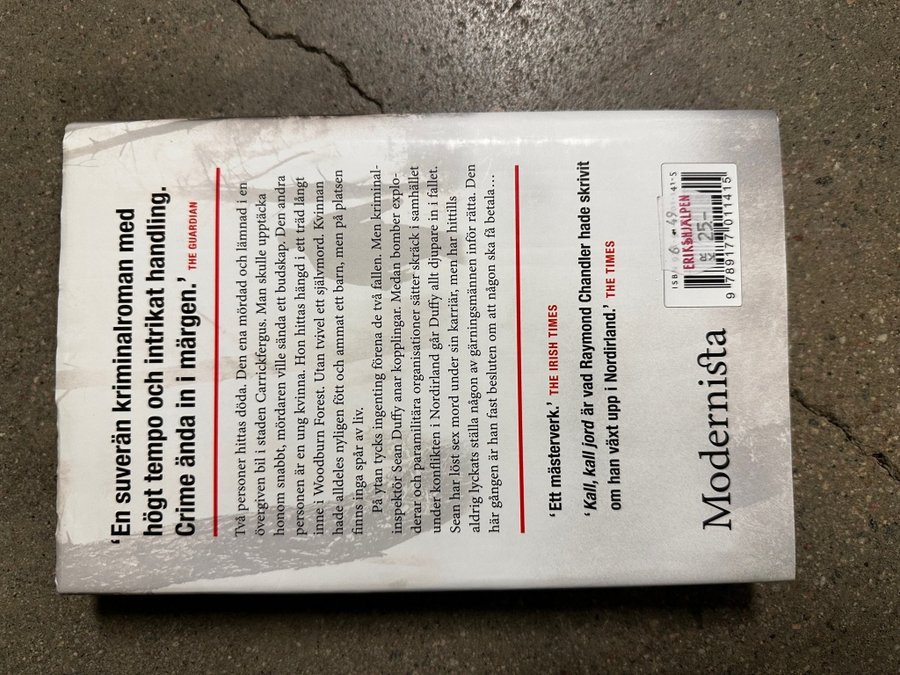 ‘En suverän kriminalroman med
högt tempo och intrikat handling.
Crime ända in i märgen.’ THE GUARDIAN
Två personer hittas döda. Den ena mördad och lämnad i en
övergiven bil i staden Carrickfergus. Man skulle upptäcka
honom snabbt, mördaren ville sända ett budskap. Den andra
personen är en ung kvinna. Hon hittas hängd i ett träd långt
inne i Woodburn Forest. Utan tvivel ett självmord. Kvinnan
hade alldeles nyligen fött och ammat ett barn, men på platsen
finns inga spår av liv.
På ytan tycks ingenting förena de två fallen. Men kriminal-
inspektör Sean Duffy anar kopplingar. Medan bomber explo-
derar och paramilitära organisationer sätter skräck i samhället
under konflikten i Nordirland går Duffy allt djupare in i fallet.
Sean har löst sex mord under sin karriär, men har hittills
aldrig lyckats ställa någon av gärningsmännen inför rätta. Den
här gången är han fast besluten om att någon ska få betala…
‘Ett mästerverk.’ THE IRISH TIMES
‘Kall, kall jord är vad Raymond Chandler hade skrivit
om han växt upp i Nordirland.’ THE TIMES
Modernista
ISBN
41-5
ERIKSHJÄLPEN
25-
9 789177 011415